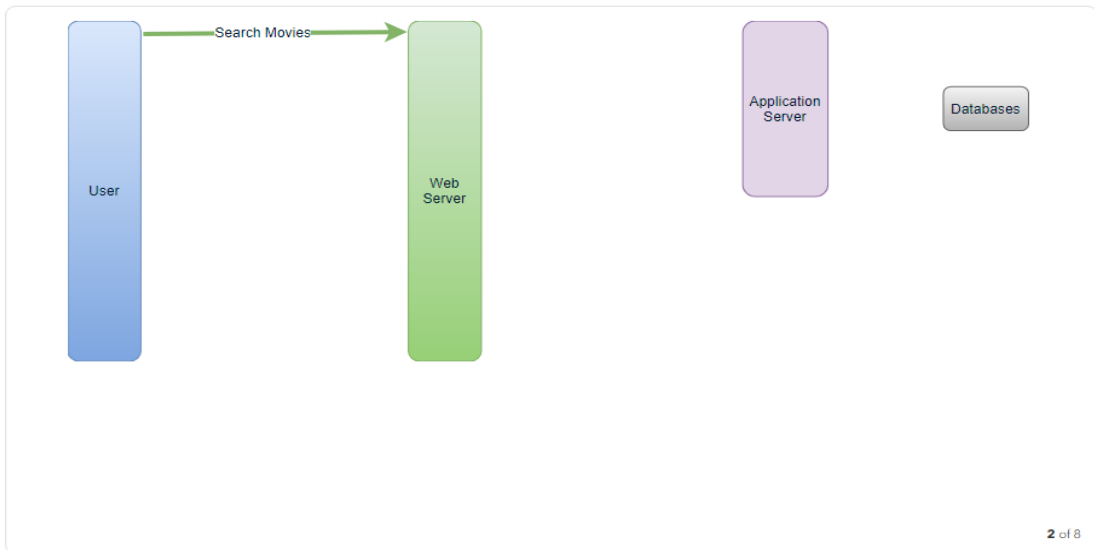 Search Movies
User
Web
Server
Application
Server
Databases
2 of 8